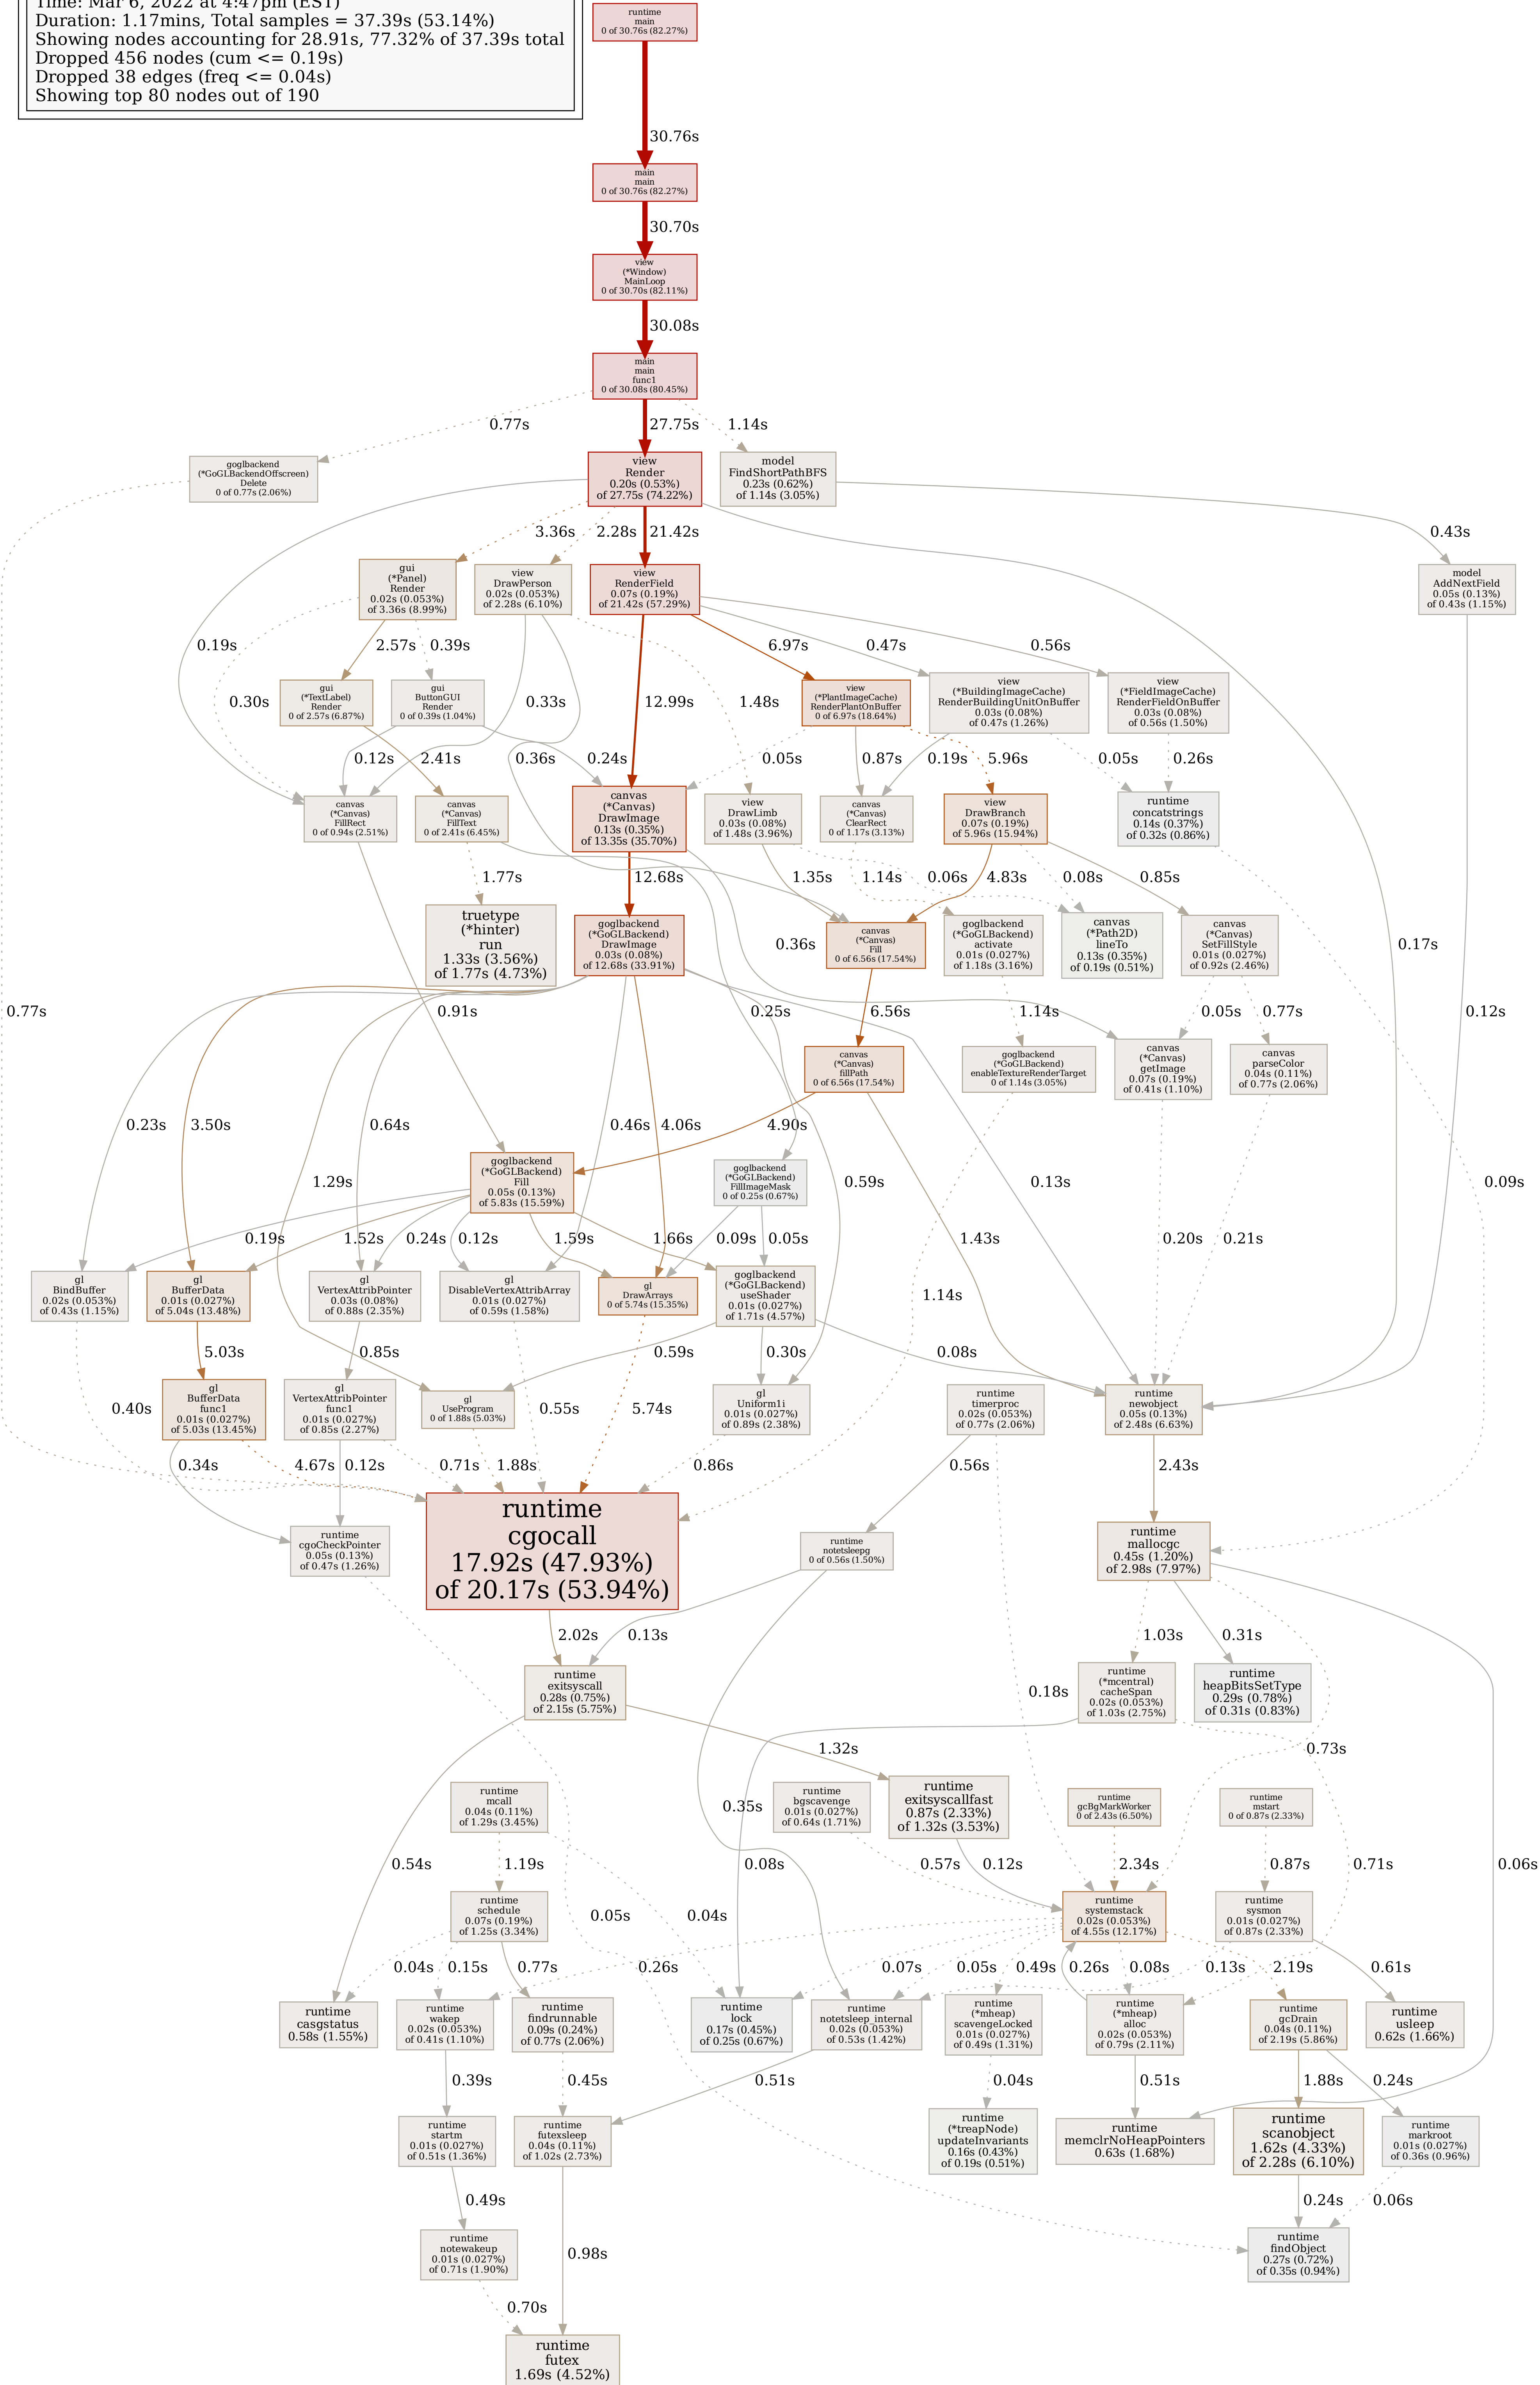 Time: Mar 6, 2022 at 4:47pm (EST)
Duration: 1.17mins, Total samples = 37.39s (53.14%)
Showing nodes accounting for 28.91s, 77.32% of 37.39s total
Dropped 456 nodes (cum <= 0.19s)
Dropped 38 edges (freq <= 0.04s)
Showing top 80 nodes out of 190
runtime
main
0 of 30.76s (82.27%)
30.76s
main
main
0 of 30.76s (82.27%)
30.70s
view
(*Window)
MainLoop
0 of 30.70s (82.11%)
30.08s
main
main
func1
0 of 30.08s (80.45%)
0.77s
27.75s
1.14s
goglbackend
(*GoGLBackendOffscreen)
Delete
0 of 0.77s (2.06%)
view
Render
0.20s (0.53%)
of 27.75s (74.22%)
model
FindShortPathBFS
0.23s (0.62%)
of 1.14s (3.05%)
3.36s
2.28s
21.42s
0.43s
gui
(*Panel)
Render
0.02s (0.053%)
of 3.36s (8.99%)
view
DrawPerson
0.02s (0.053%)
of 2.28s (6.10%)
view
RenderField
0.07s (0.19%)
of 21.42s (57.29%)
model
AddNextField
0.05s (0.13%)
of 0.43s (1.15%)
0.19s
2.57s
0.39s
6.97s
0.47s
0.56s
gui
(*TextLabel)
Render
0 of 2.57s (6.87%)
gui
ButtonGUI
Render
0 of 0.39s (1.04%)
view
(*PlantImageCache)
RenderPlantOnBuffer
0 of 6.97s (18.64%)
view
(*BuildingImageCache)
RenderBuildingUnitOnBuffer
0.03s (0.08%)
of 0.47s (1.26%)
view
(*FieldImageCache)
RenderFieldOnBuffer
0.03s (0.08%)
of 0.56s (1.50%)
0.30s
0.33s
12.99s
1.48s
0.12s
2.41s
0.36s
0.24s
0.05s
0.87s
0.19s
5.96s
0.05s
0.26s
canvas
(*Canvas)
FillRect
0 of 0.94s (2.51%)
canvas
(*Canvas)
FillText
0 of 2.41s (6.45%)
canvas
(*Canvas)
DrawImage
0.13s (0.35%)
of 13.35s (35.70%)
view
DrawLimb
0.03s (0.08%)
of 1.48s (3.96%)
canvas
(*Canvas)
ClearRect
0 of 1.17s (3.13%)
view
DrawBranch
0.07s (0.19%)
of 5.96s (15.94%)
runtime
concatstrings
0.14s (0.37%)
of 0.32s (0.86%)
1.77s
12.68s
1.35s
1.14s
0.06s
4.83s
0.08s
0.85s
truetype
(*hinter)
run
1.33s (3.56%)
of 1.77s (4.73%)
goglbackend
(*GoGLBackend)
DrawImage
0.03s (0.08%)
of 12.68s (33.91%)
0.36s
canvas
(*Canvas)
Fill
0 of 6.56s (17.54%)
goglbackend
(*GoGLBackend)
activate
0.01s (0.027%)
of 1.18s (3.16%)
canvas
(*Path2D)
lineTo
0.13s (0.35%)
of 0.19s (0.51%)
canvas
(*Canvas)
SetFillStyle
0.01s (0.027%)
of 0.92s (2.46%)
0.17s
0.77s
0.91s
0.25s
6.56s
1.14s
0.05s
0.77s
0.12s
canvas
(*Canvas)
fillPath
0 of 6.56s (17.54%)
goglbackend
(*GoGLBackend)
enableTextureRenderTarget
0 of 1.14s (3.05%)
canvas
(*Canvas)
getImage
0.07s (0.19%)
of 0.41s (1.10%)
canvas
parseColor
0.04s (0.11%)
of 0.77s (2.06%)
0.23s
3.50s
0.64s
0.46s
4.06s
4.90s
goglbackend
(*GoGLBackend)
Fill
0.05s (0.13%)
of 5.83s (15.59%)
goglbackend
(*GoGLBackend)
FillImageMask
0 of 0.25s (0.67%)
1.29s
0.59s
0.13s
0.09s
0.19s
1.52s
0.24s
0.12s
1.59s
1.66s
0.09s
0.05s
1.43s
0.20s
0.21s
gl
BindBuffer
0.02s (0.053%)
of 0.43s (1.15%)
gl
BufferData
0.01s (0.027%)
of 5.04s (13.48%)
gl
VertexAttribPointer
0.03s (0.08%)
of 0.88s (2.35%)
gl
DisableVertexAttribArray
0.01s (0.027%)
of 0.59s (1.58%)
gl
DrawArrays
0 of 5.74s (15.35%)
goglbackend
(*GoGLBackend)
useShader
0.01s (0.027%)
of 1.71s (4.57%)
1.14s
5.03s
0.85s
0.59s
0.30s
0.08s
0.40s
gl
BufferData
func1
0.01s (0.027%)
of 5.03s (13.45%)
gl
VertexAttribPointer
func1
0.01s (0.027%)
of 0.85s (2.27%)
gl
UseProgram
0 of 1.88s (5.03%)
0.55s
5.74s
gl
Uniform1i
0.01s (0.027%)
of 0.89s (2.38%)
runtime
timerproc
0.02s (0.053%)
of 0.77s (2.06%)
runtime
newobject
0.05s (0.13%)
of 2.48s (6.63%)
0.34s
4.67s
0.12s
0.71s
1.88s
0.86s
0.56s
2.43s
runtime
cgoCheckPointer
0.05s (0.13%)
of 0.47s (1.26%)
runtime
cgocall
17.92s (47.93%)
of 20.17s (53.94%)
runtime
notetsleepg
0 of 0.56s (1.50%)
runtime
mallocgc
0.45s (1.20%)
of 2.98s (7.97%)
2.02s
0.13s
1.03s
0.31s
runtime
exitsyscall
0.28s (0.75%)
of 2.15s (5.75%)
0.18s
runtime
(*mcentral)
cacheSpan
0.02s (0.053%)
of 1.03s (2.75%)
runtime
heapBitsSetType
0.29s (0.78%)
of 0.31s (0.83%)
1.32s
0.73s
runtime
mcall
0.04s (0.11%)
of 1.29s (3.45%)
0.35s
runtime
bgscavenge
0.01s (0.027%)
of 0.64s (1.71%)
runtime
exitsyscallfast
0.87s (2.33%)
of 1.32s (3.53%)
runtime
gcBgMarkWorker
0 of 2.43s (6.50%)
runtime
mstart
0 of 0.87s (2.33%)
0.54s
1.19s
0.08s
0.57s
0.12s
2.34s
0.87s
0.71s
0.06s
runtime
schedule
0.07s (0.19%)
of 1.25s (3.34%)
0.05s
0.04s
runtime
systemstack
0.02s (0.053%)
of 4.55s (12.17%)
runtime
sysmon
0.01s (0.027%)
of 0.87s (2.33%)
0.04s
0.15s
0.77s
0.26s
0.07s
0.05s
0.49s
0.26s
0.08s
0.13s
2.19s
0.61s
runtime
casgstatus
0.58s (1.55%)
runtime
wakep
0.02s (0.053%)
of 0.41s (1.10%)
runtime
findrunnable
0.09s (0.24%)
of 0.77s (2.06%)
runtime
lock
0.17s (0.45%)
of 0.25s (0.67%)
runtime
notetsleep_internal
0.02s (0.053%)
of 0.53s (1.42%)
runtime
(*mheap)
scavengeLocked
0.01s (0.027%)
of 0.49s (1.31%)
runtime
(*mheap)
alloc
0.02s (0.053%)
of 0.79s (2.11%)
runtime
gcDrain
0.04s (0.11%)
of 2.19s (5.86%)
runtime
usleep
0.62s (1.66%)
0.39s
0.45s
0.51s
0.04s
0.51s
1.88s
0.24s
runtime
startm
0.01s (0.027%)
of 0.51s (1.36%)
runtime
futexsleep
0.04s (0.11%)
of 1.02s (2.73%)
runtime
(*treapNode)
updateInvariants
0.16s (0.43%)
of 0.19s (0.51%)
runtime
memclrNoHeapPointers
0.63s (1.68%)
runtime
scanobject
1.62s (4.33%)
of 2.28s (6.10%)
runtime
markroot
0.01s (0.027%)
of 0.36s (0.96%)
0.49s
0.24s
0.06s
runtime
notewakeup
0.01s (0.027%)
of 0.71s (1.90%)
0.98s
runtime
findObject
0.27s (0.72%)
of 0.35s (0.94%)
0.70s
runtime
futex
1.69s (4.52%)